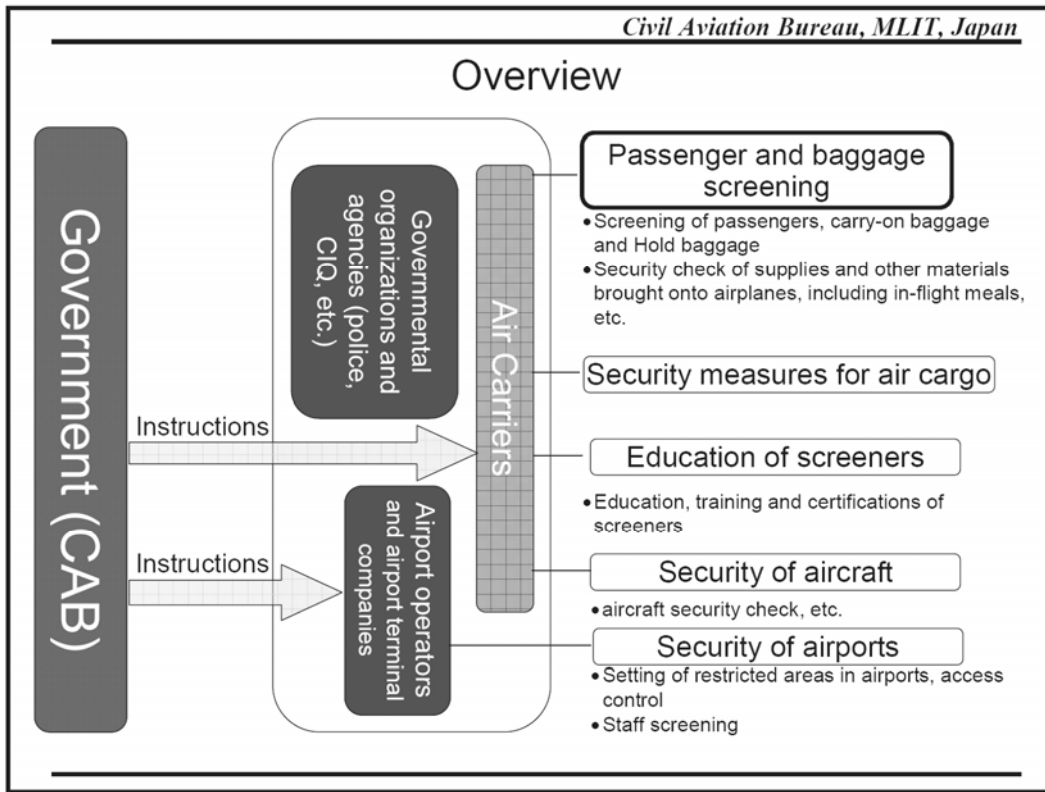 Civil Aviation Bureau, MLIT, Japan
Overview
Government (CAB)
Instructions
Instructions
Governmental
organizations and
agencies (police,
CIQ, etc.)
Airport operators
and airport terminal
companies
Air Carriers
Passenger and baggage
screening
•Screening of passengers, carry-on baggage
and Hold baggage
•Security check of supplies and other materials
brought onto airplanes, including in-flight meals,
etc.
Security measures for air cargo
Education of screeners
•Education, training and certifications of
screeners
Security of aircraft
•aircraft security check, etc.
Security of airports
•Setting of restricted areas in airports, access
control
•Staff screening